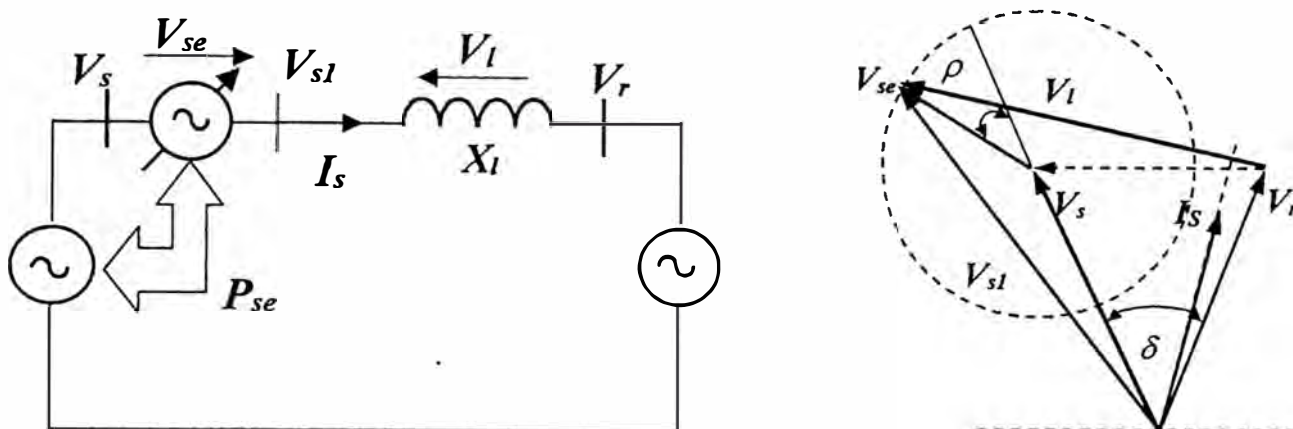 V_se
V_s
V_s1
V_l
V_r
I_s
X_l
P_se
ρ
V_se
V_l
V_s
I_s
V_r
V_s1
δ